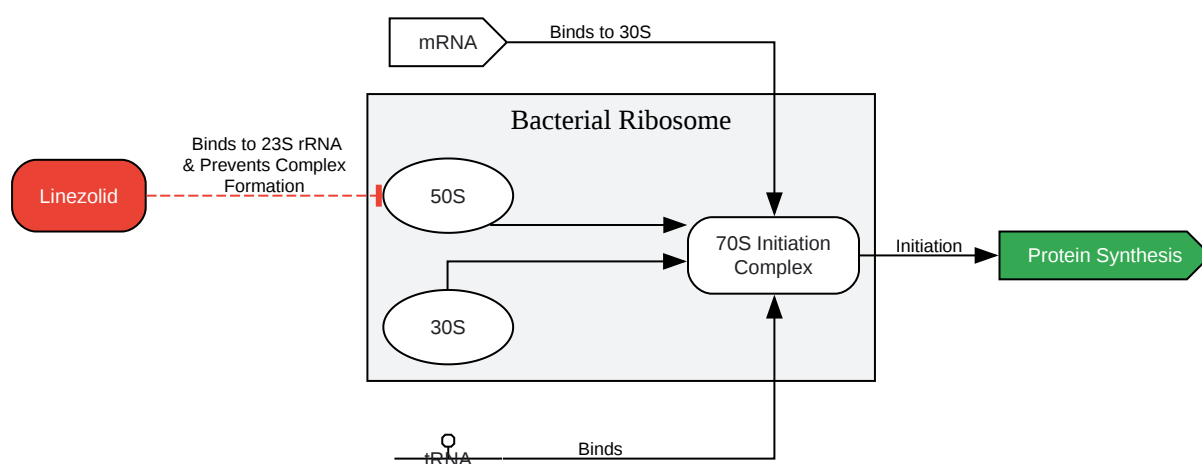 mRNA
Binds to 30S
Bacterial Ribosome
Binds to 23S rRNA
& Prevents Complex
Formation
Linezolid
50S
70S Initiation
Complex
Initiation
Protein Synthesis
30S
tRNA
Binds